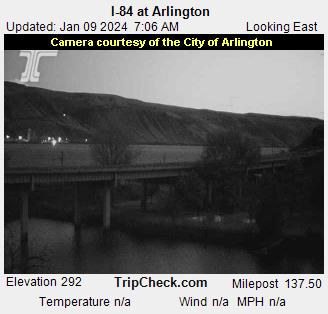 I-84 at Arlington
Updated: Jan 09 2024 7:06 AM Looking East
Camera courtesy of the City of Arlington
Elevation 292 TripCheck.com Milepost 137.50
Temperature n/a Wind n/a MPH n/a